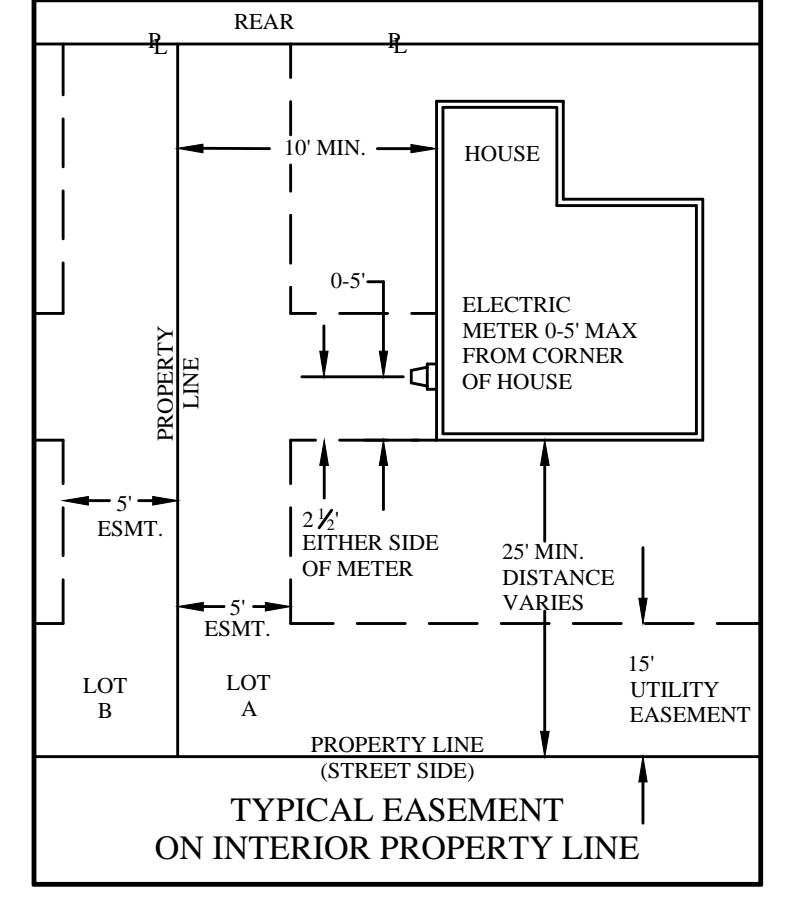 REAR
PL
PL
10' MIN.
HOUSE
0-5'
ELECTRIC
METER 0-5' MAX
FROM CORNER
OF HOUSE
PROPERTY
LINE
5'
ESMT.
2 ½'
EITHER SIDE
OF METER
25' MIN.
DISTANCE
VARIES
5'
ESMT.
LOT
B
LOT
A
15'
UTILITY
EASEMENT
PROPERTY LINE
(STREET SIDE)
TYPICAL EASEMENT
ON INTERIOR PROPERTY LINE